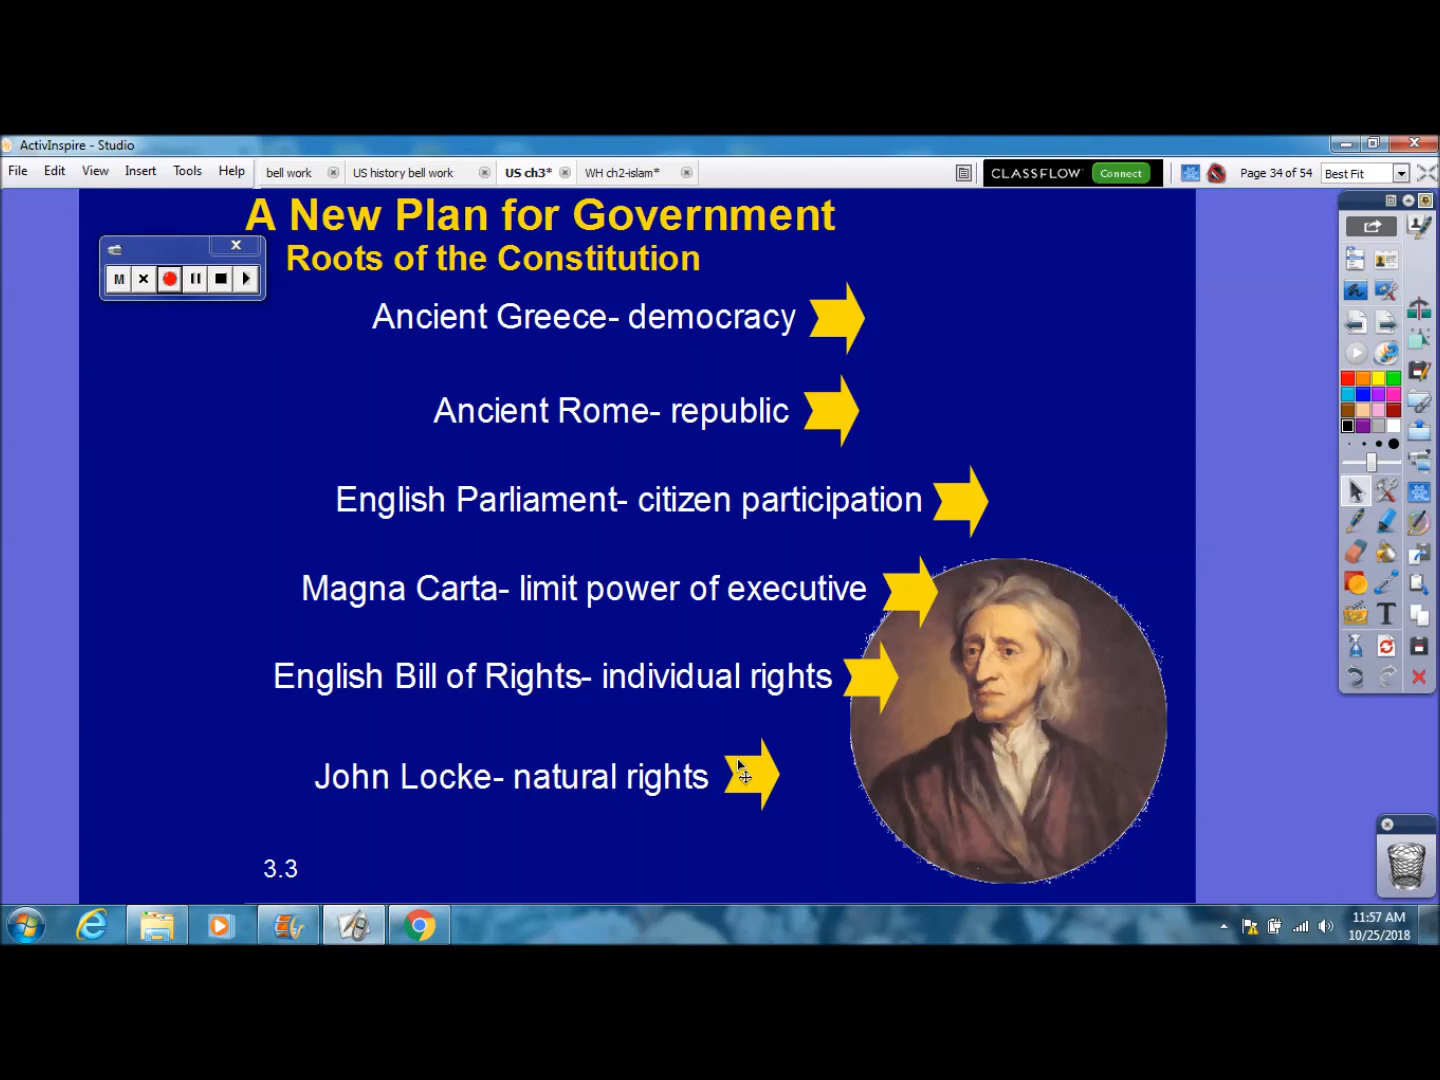 ActivInspire - Studio
File Edit View Insert Tools Help
bell work US history bell work US ch3* WH ch2-islam*
CLASSFLOW Connect
Page 34 of 54 Best Fit
A New Plan for Government
Roots of the Constitution
M
Ancient Greece- democracy
Ancient Rome- republic
English Parliament- citizen participation
Magna Carta- limit power of executive
English Bill of Rights- individual rights
John Locke- natural rights
3.3
T
11:57 AM
10/25/2018